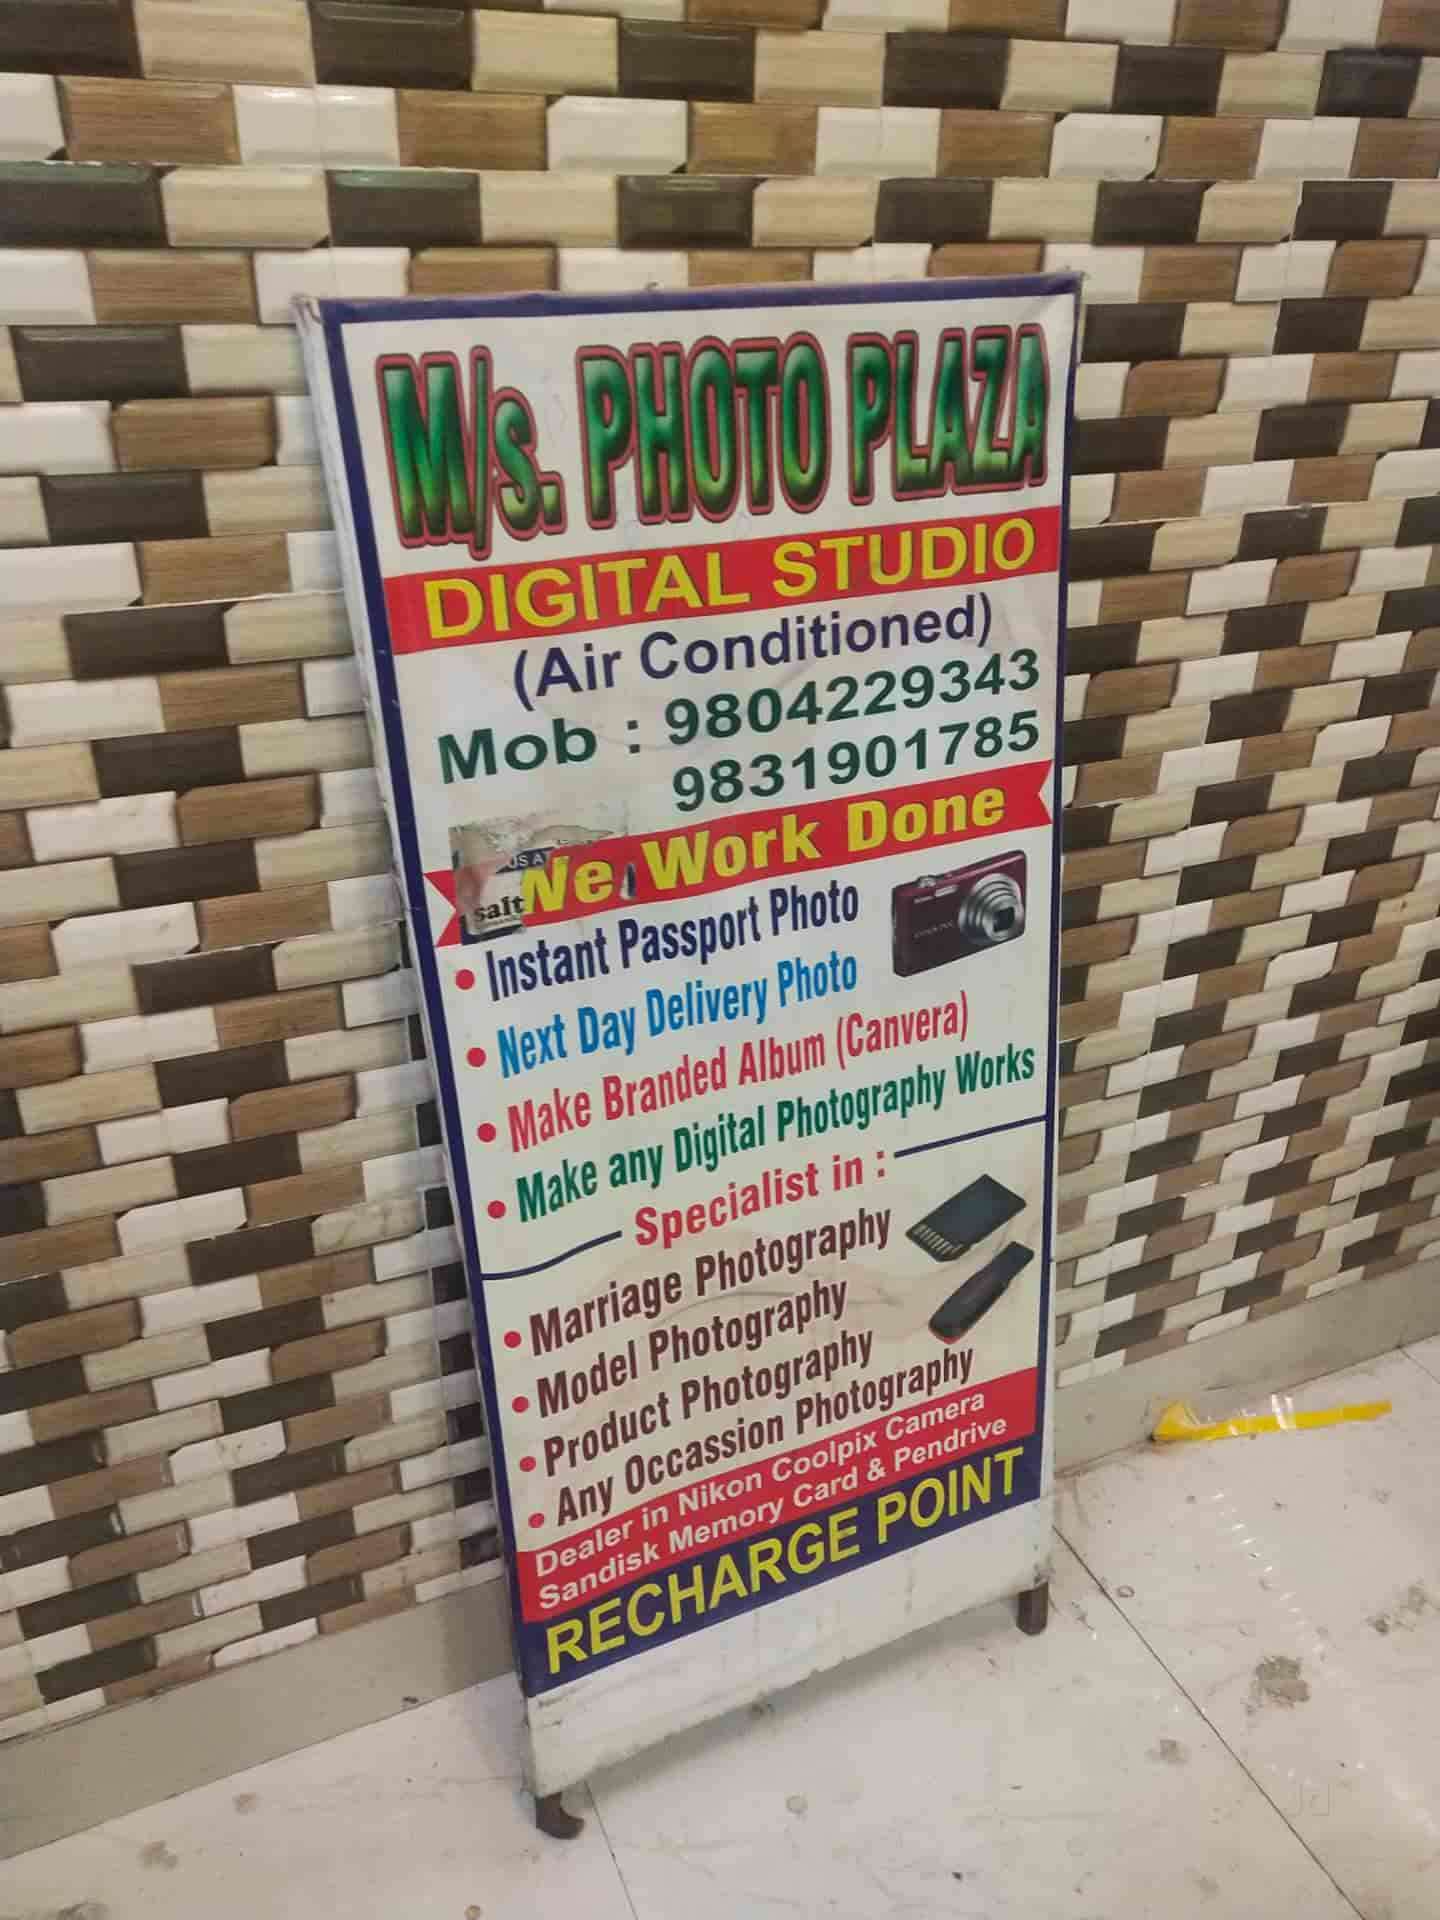 M/s. PHOTO PLAZA
DIGITAL STUDIO
(Air Conditioned)
Mob : 9804229343
9831901785
We Work Done
salt
• Instant Passport Photo
• Next Day Delivery Photo
• Make Branded Album (Canvera)
• Make any Digital Photography Works
Specialist in :
• Marriage Photography
• Model Photography
• Product Photography
• Any Occassion Photography
Dealer in Nikon Coolpix Camera
Sandisk Memory Card & Pendrive
RECHARGE POINT